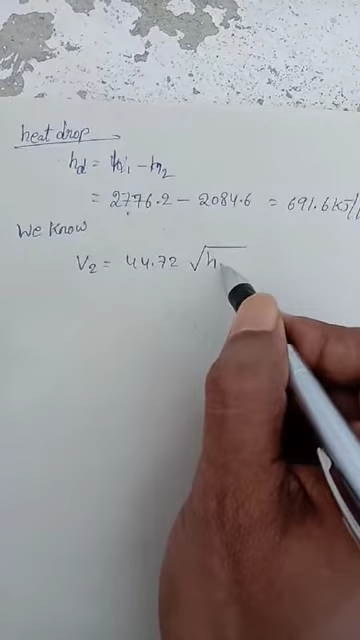 heat drop
hd = h1 - h2
= 2776.2 - 2084.6 = 691.6 kJ/
We know
V2 = 44.72 √h